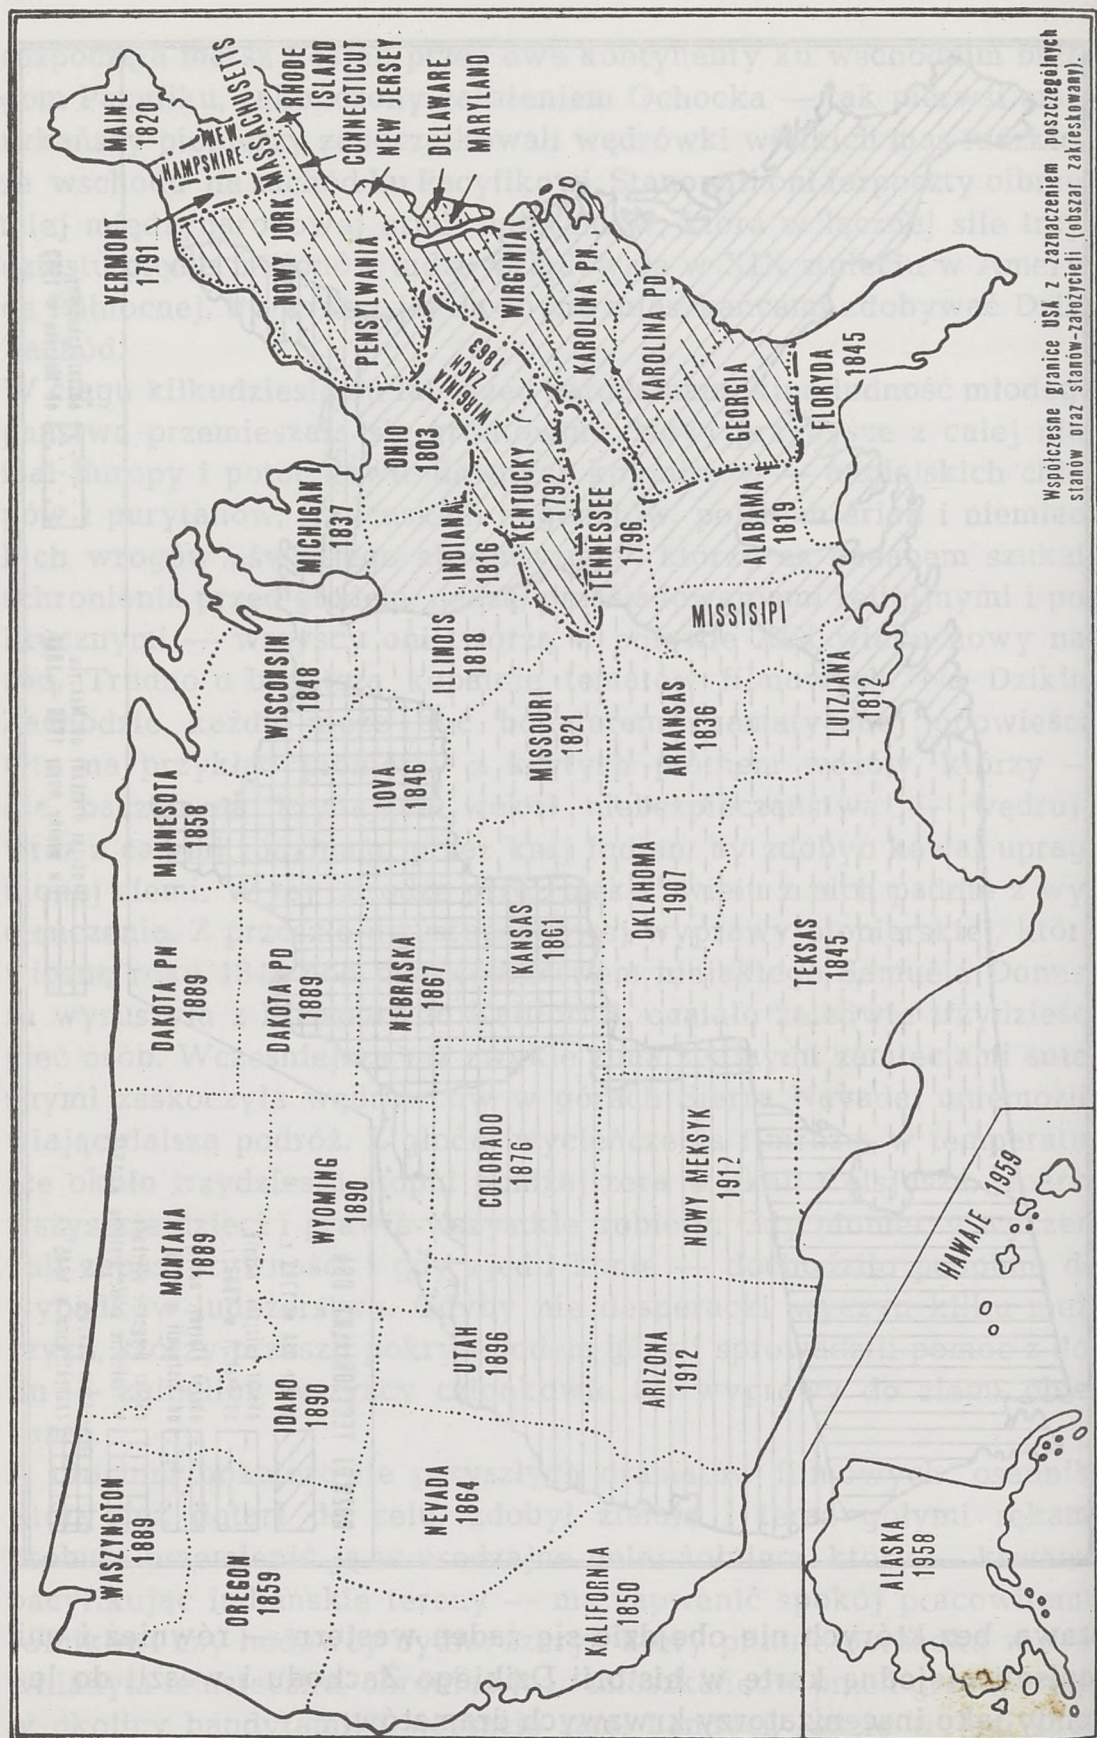 WASZYNGTON
1889
OREGON
1859
KALIFORNIA
1850
NEVADA
1864
IDAHO
1890
MONTANA
1889
WYOMING
1890
UTAH
1896
ARIZONA
1912
COLORADO
1876
NOWY MEKSYK
1912
DAKOTA PN
1889
DAKOTA PD
1889
NEBRASKA
1867
KANSAS
1861
OKLAHOMA
1907
TEKSAS
1845
MINNESOTA
1858
IOVA
1846
MISSOURI
1821
ARKANSAS
1836
LUIZJANA
1812
WISCONSIN
1848
ILLINOIS
1818
MICHIGAN
1837
INDIANA
1816
OHIO
1803
KENTUCKY
1792
TENNESSEE
1796
MISSISIPI
ALABAMA
1819
GEORGIA
FLORYDA
1845
KAROLINA PD.
KAROLINA PN.
WIRGINIA
WIRGINIA
ZACH
1863
PENSYLWANIA
NOWY JORK
VERMONT
1791
MAINE
1820
NEW
HAMPSHIRE
MASSACHUSETTS
RHODE
ISLAND
CONNECTICUT
NEW JERSEY
DELAWARE
MARYLAND
ALASKA
1958
HAWAJE 1959
Współczesne granice USA z zaznaczeniem poszczególnych
stanów oraz stanów-założycieli (obszar zakreskowany)